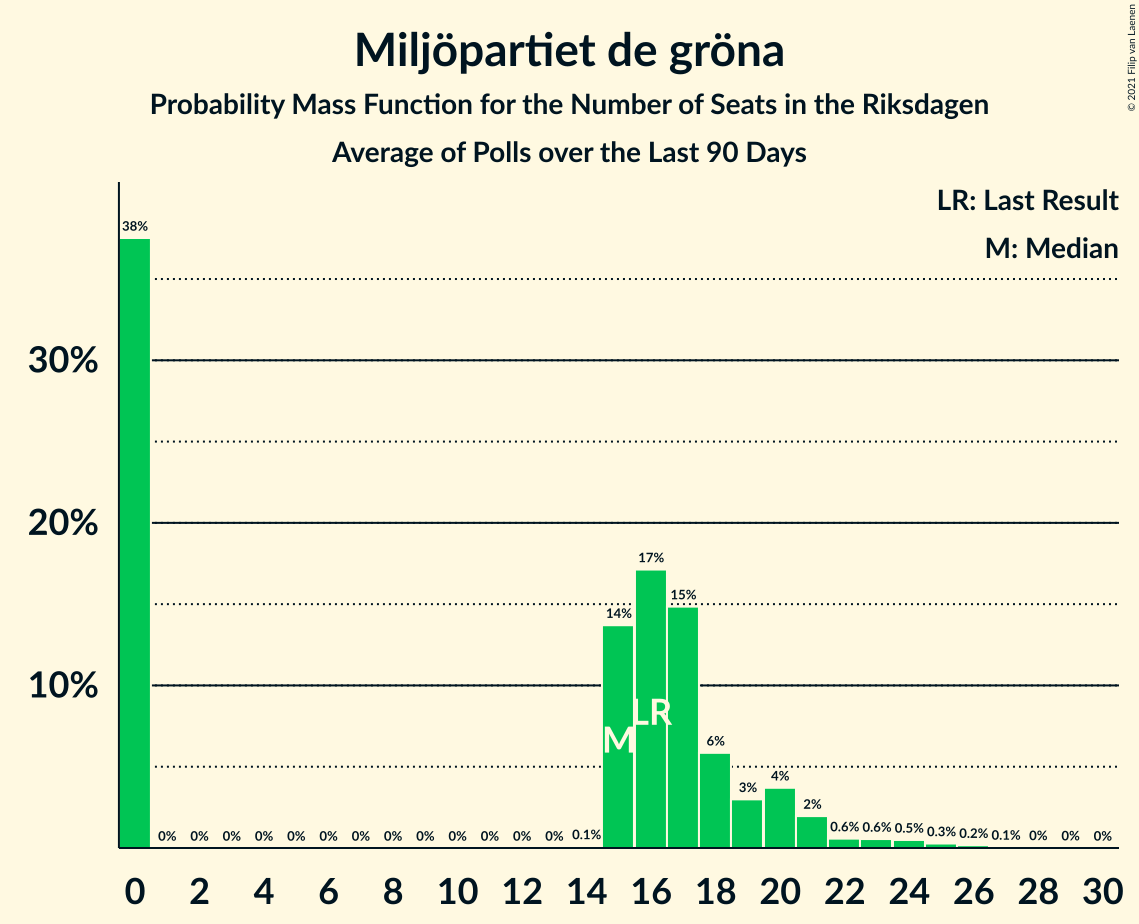 Miljöpartiet de gröna
Probability Mass Function for the Number of Seats in the Riksdagen
Average of Polls over the Last 90 Days
© 2021 Filip van Laenen
LR: Last Result
M: Median
30%
20%
10%
38%
0% 0% 0% 0% 0% 0% 0% 0% 0% 0% 0% 0% 0% 0.1% 14% 17% 15% 6% 3% 4% 2% 0.6% 0.6% 0.5% 0.3% 0.2% 0.1% 0% 0% 0%
M LR
0 2 4 6 8 10 12 14 16 18 20 22 24 26 28 30